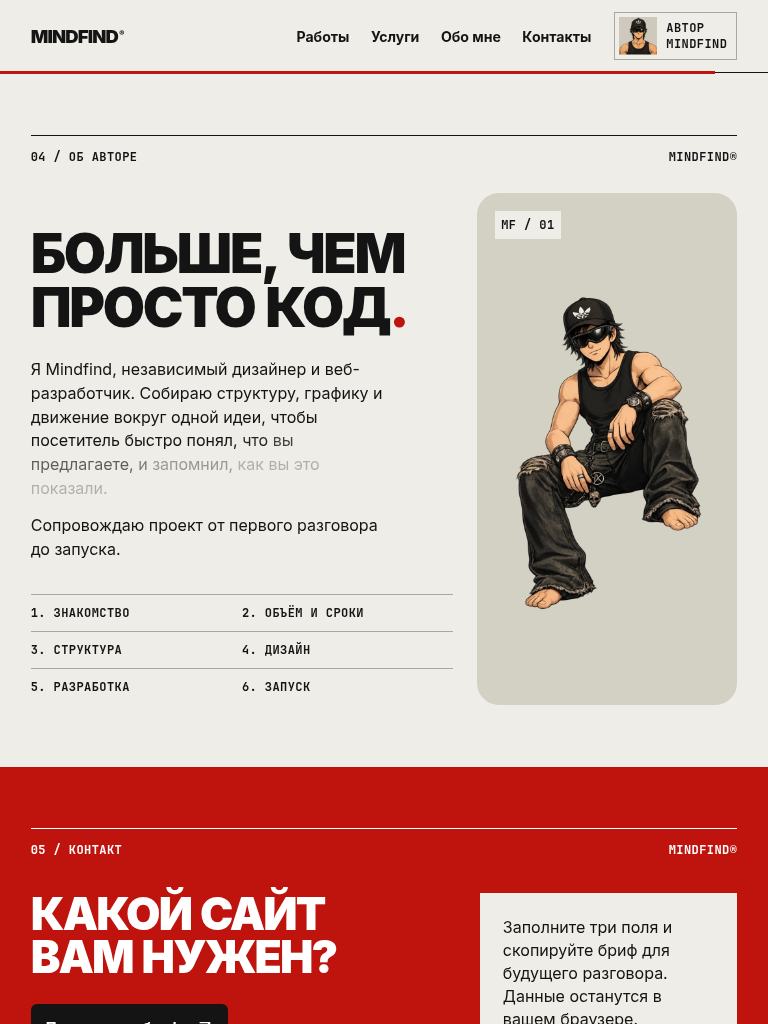 MINDFIND®
Работы Услуги Обо мне Контакты
АВТОР
MINDFIND
04 / ОБ АВТОРЕ
MINDFIND®
MF / 01
БОЛЬШЕ, ЧЕМ
ПРОСТО КОД.
Я Mindfind, независимый дизайнер и веб-
разработчик. Собираю структуру, графику и
движение вокруг одной идеи, чтобы
посетитель быстро понял, что вы
предлагаете, и запомнил, как вы это
показали.
Сопровождаю проект от первого разговора
до запуска.
1. ЗНАКОМСТВО
2. ОБЪЁМ И СРОКИ
3. СТРУКТУРА
4. ДИЗАЙН
5. РАЗРАБОТКА
6. ЗАПУСК
05 / КОНТАКТ
MINDFIND®
КАКОЙ САЙТ
ВАМ НУЖЕН?
Заполните три поля и
скопируйте бриф для
будущего разговора.
Данные останутся в
вашем браузере.